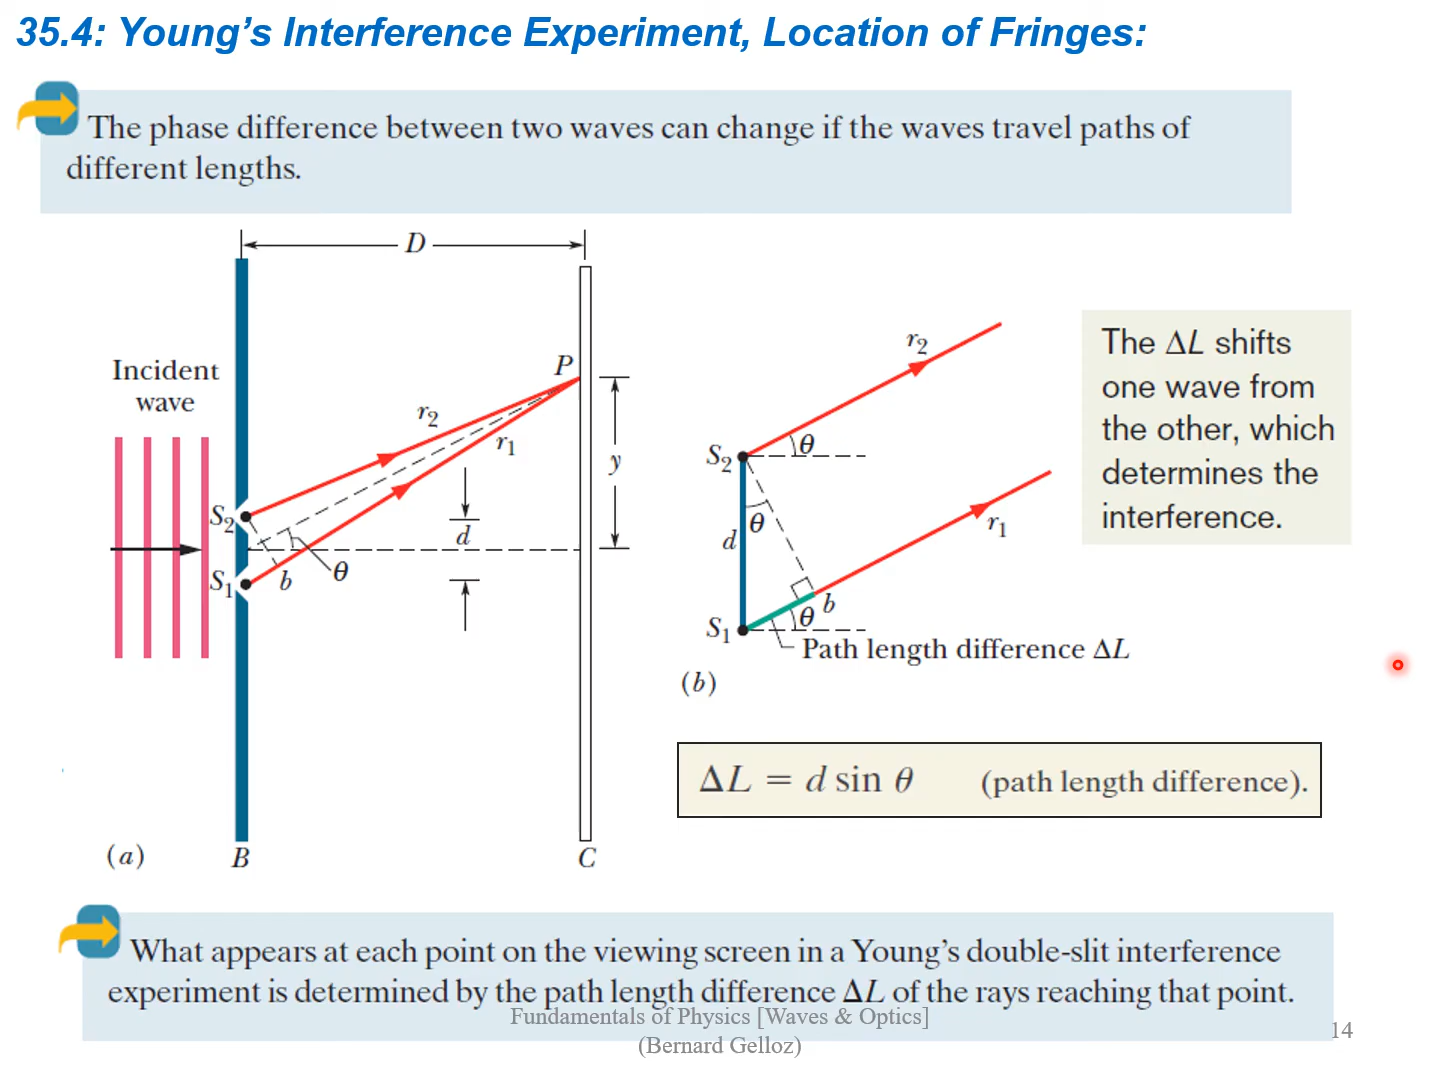 35.4: Young’s Interference Experiment, Location of Fringes:
The phase difference between two waves can change if the waves travel paths of
different lengths.
D
Incident
wave
P
r2
r1
y
S2
d
S1
b
θ
(a)
B
C
r2
S2
θ
θ
d
r1
b
S1
θ
Path length difference ΔL
(b)
The ΔL shifts
one wave from
the other, which
determines the
interference.
ΔL = d sin θ (path length difference).
What appears at each point on the viewing screen in a Young’s double-slit interference
experiment is determined by the path length difference ΔL of the rays reaching that point.
Fundamentals of Physics [Waves & Optics]
(Bernard Gelloz)
14